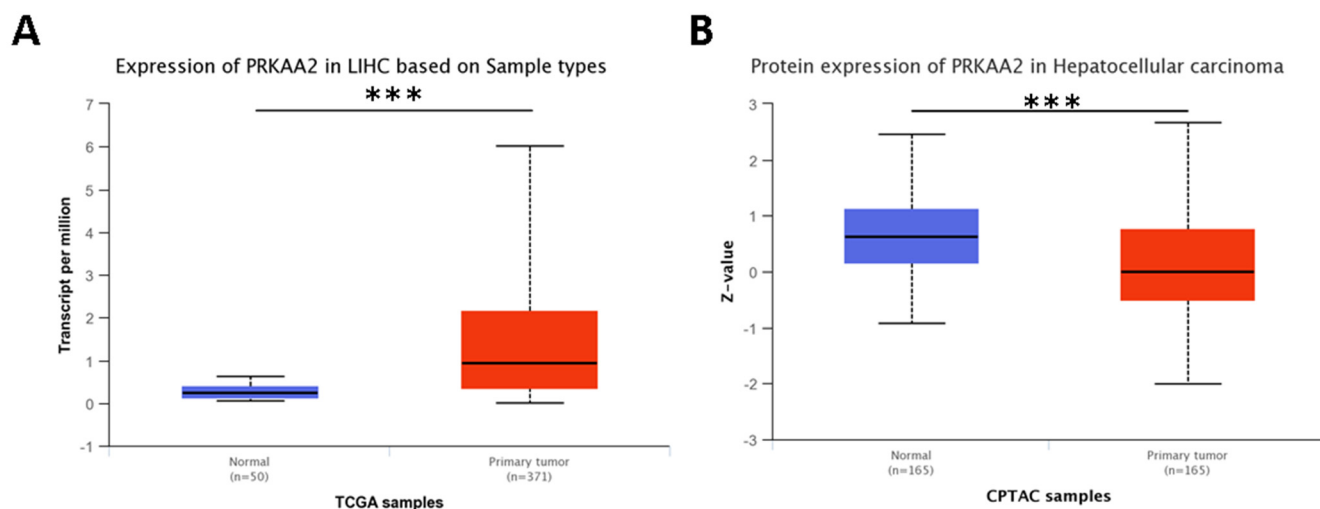 A
Expression of PRKAA2 in LIHC based on Sample types
***
7
6
5
4
3
2
1
0
-1
Transcript per million
Normal
(n=50)
Primary tumor
(n=371)
TCGA samples
B
Protein expression of PRKAA2 in Hepatocellular carcinoma
***
3
2
1
0
-1
-2
-3
Z-value
Normal
(n=165)
Primary tumor
(n=165)
CPTAC samples